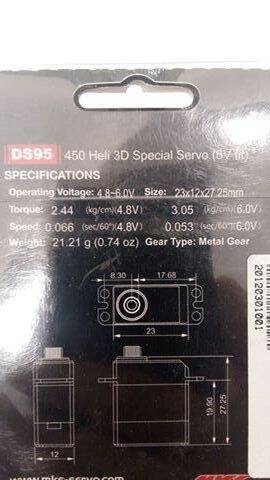 DS95 450 Heli 3D Special Servo (6V fit)
SPECIFICATIONS
Operating Voltage: 4.8~6.0V Size: 23x12x27.25mm
Torque: 2.44 (kg/cm)(4.8V) 3.05 (kg/cm)(6.0V)
Speed: 0.066 (sec/60°)(4.8V) 0.053 (sec/60°)(6.0V)
Weight: 21.21 g (0.74 oz) Gear Type: Metal Gear
8.30 17.68
23
19.90
27.25
12
20120301001
www.mks-servo.com
MKS